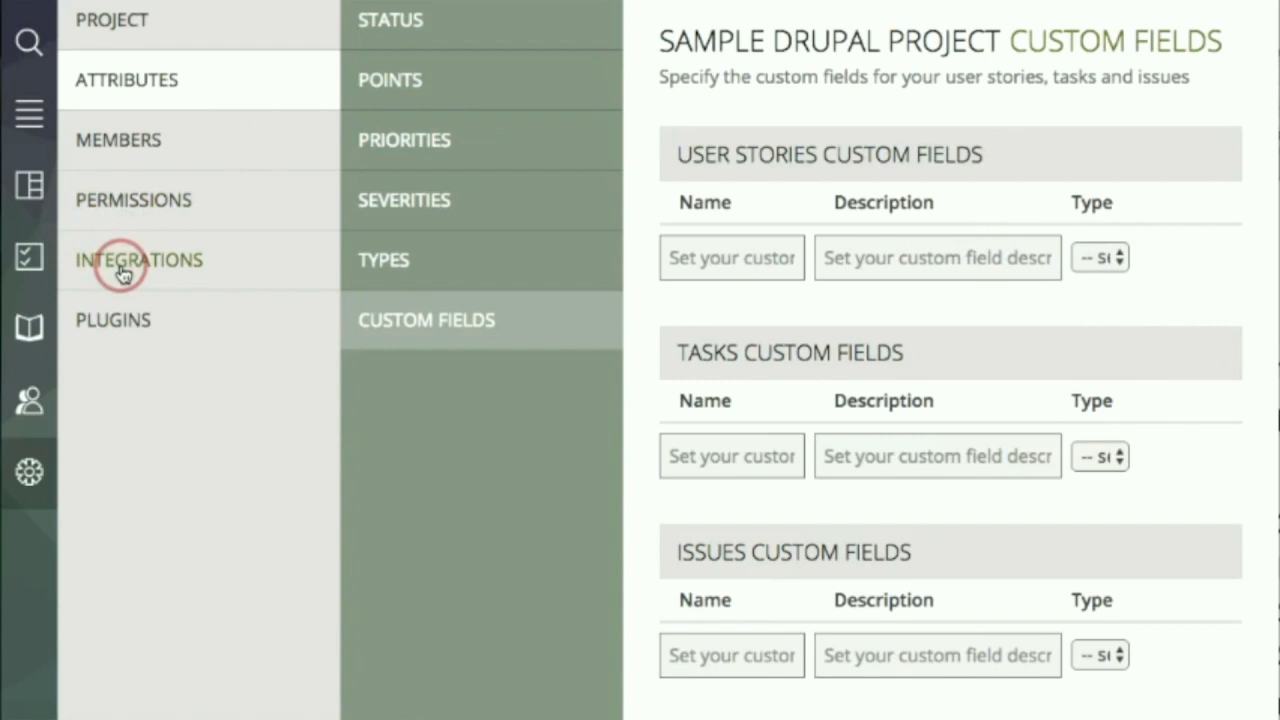 PROJECT
ATTRIBUTES
MEMBERS
PERMISSIONS
INTEGRATIONS
PLUGINS
STATUS
POINTS
PRIORITIES
SEVERITIES
TYPES
CUSTOM FIELDS
SAMPLE DRUPAL PROJECT CUSTOM FIELDS
Specify the custom fields for your user stories, tasks and issues
USER STORIES CUSTOM FIELDS
Name Description Type
Set your custor Set your custom field descr -- se
TASKS CUSTOM FIELDS
Name Description Type
Set your custor Set your custom field descr -- se
ISSUES CUSTOM FIELDS
Name Description Type
Set your custor Set your custom field descr -- se